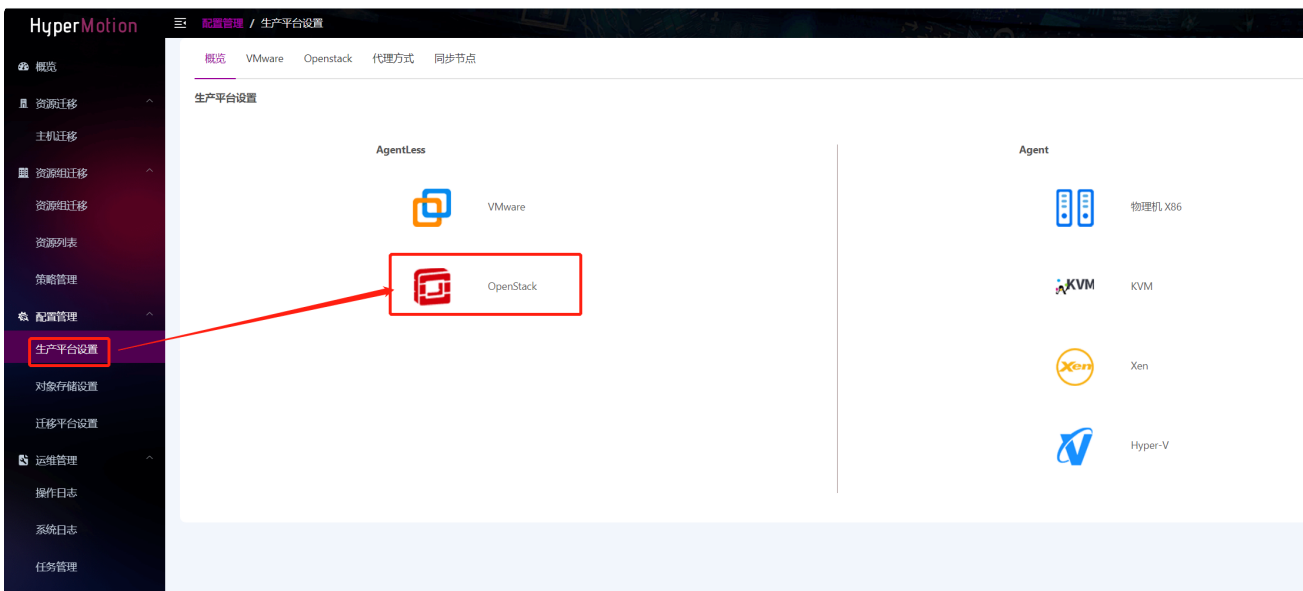 HyperMotion
配置管理 / 生产平台设置
概览
资源迁移
主机迁移
资源组迁移
资源组迁移
资源列表
策略管理
配置管理
生产平台设置
对象存储设置
迁移平台设置
运维管理
操作日志
系统日志
任务管理
概览 VMware Openstack 代理方式 同步节点
生产平台设置
AgentLess
VMware
OpenStack
Agent
物理机 X86
KVM KVM
Xen Xen
Hyper-V